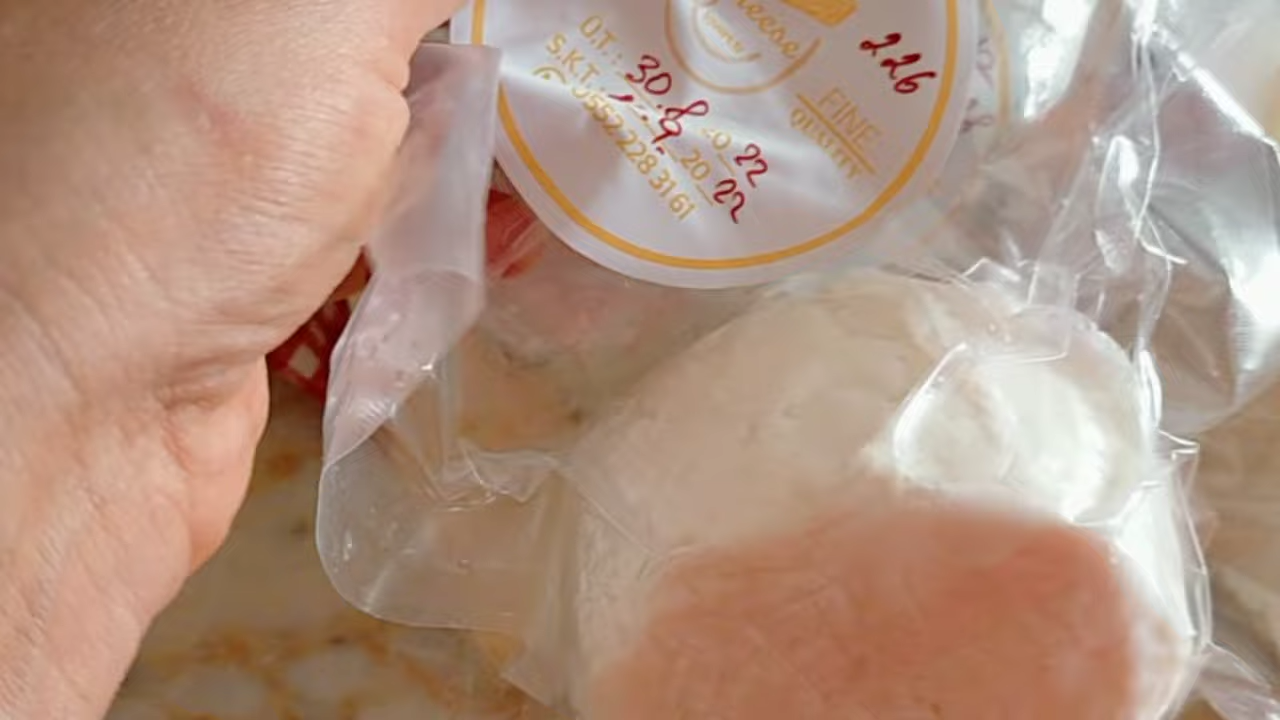 Cheese
226
FINE
QUALITY
O.T.: 30.8 2022
S.K.T.: 1.9. 2022
0552 228 31 61